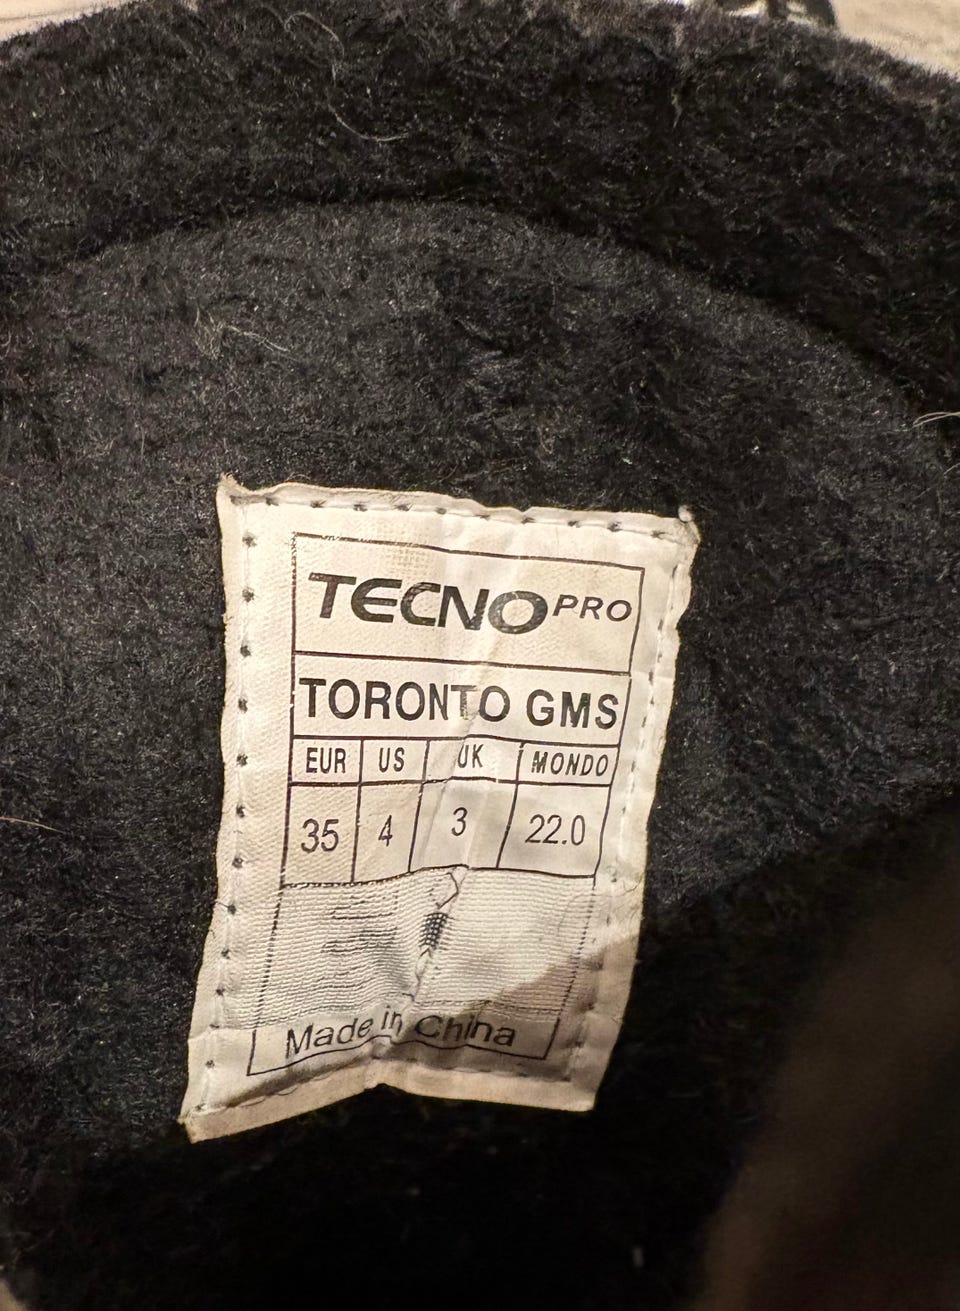 TECNO PRO
TORONTO GMS
EUR US UK MONDO
35 4 3 22.0
Made in China